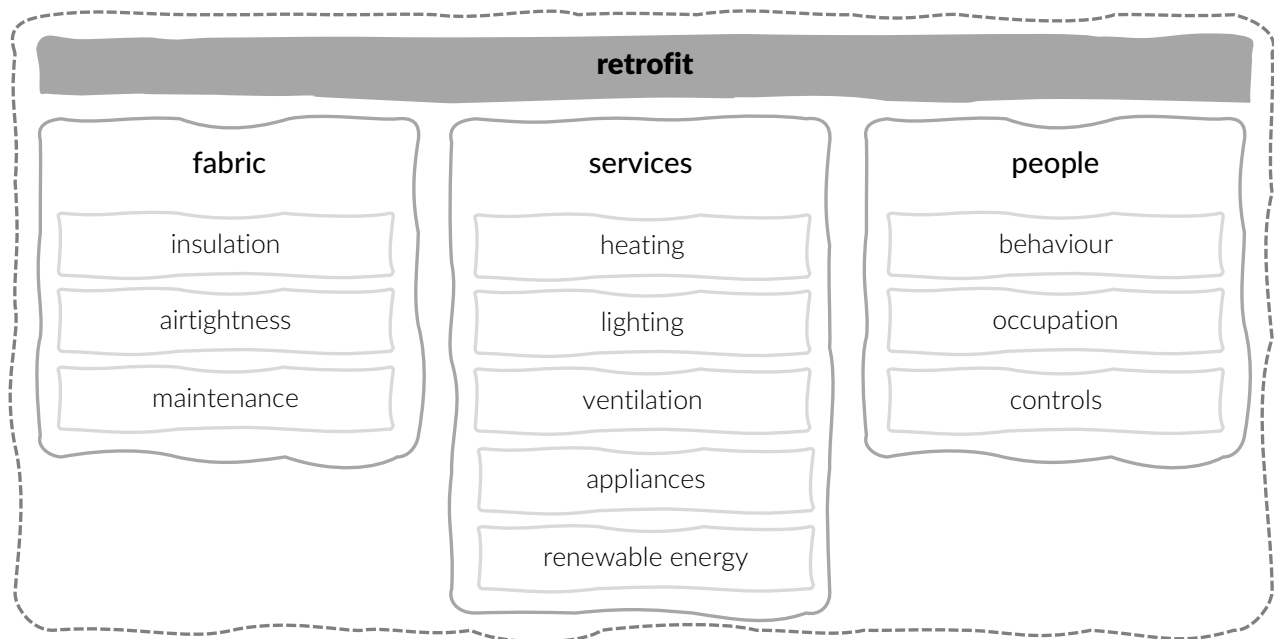 retrofit
fabric
insulation
airtightness
maintenance
services
heating
lighting
ventilation
appliances
renewable energy
people
behaviour
occupation
controls